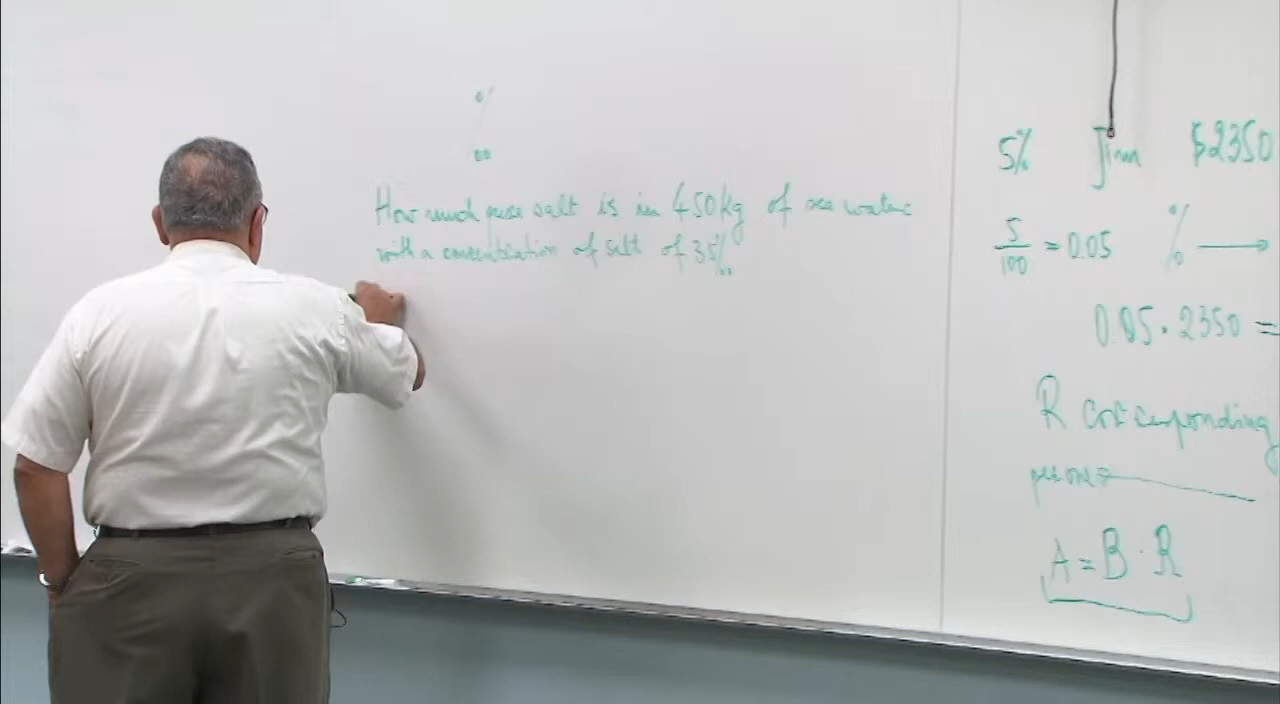 ‰
How much pure salt is in 450kg of sea water
with a concentration of salt of 35‰
5% Jim $2350
5/100 = 0.05 % →
0.05 · 2350 =
R corresponding
A = B · R